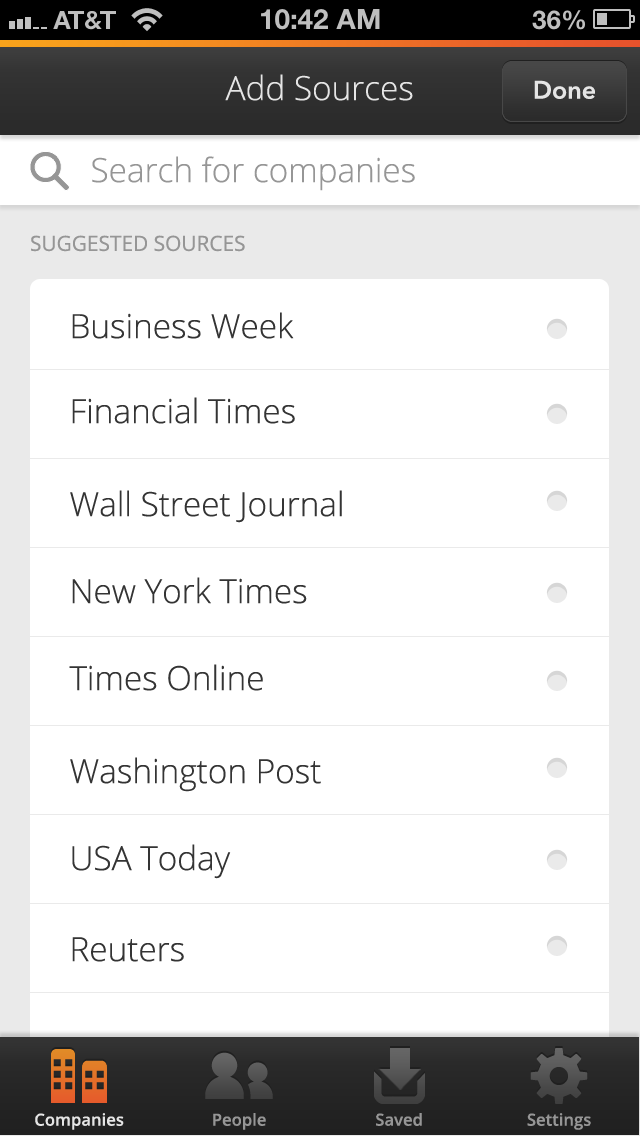 AT&T 10:42 AM 36%
Add Sources Done
Search for companies
SUGGESTED SOURCES
Business Week
Financial Times
Wall Street Journal
New York Times
Times Online
Washington Post
USA Today
Reuters
Companies People Saved Settings